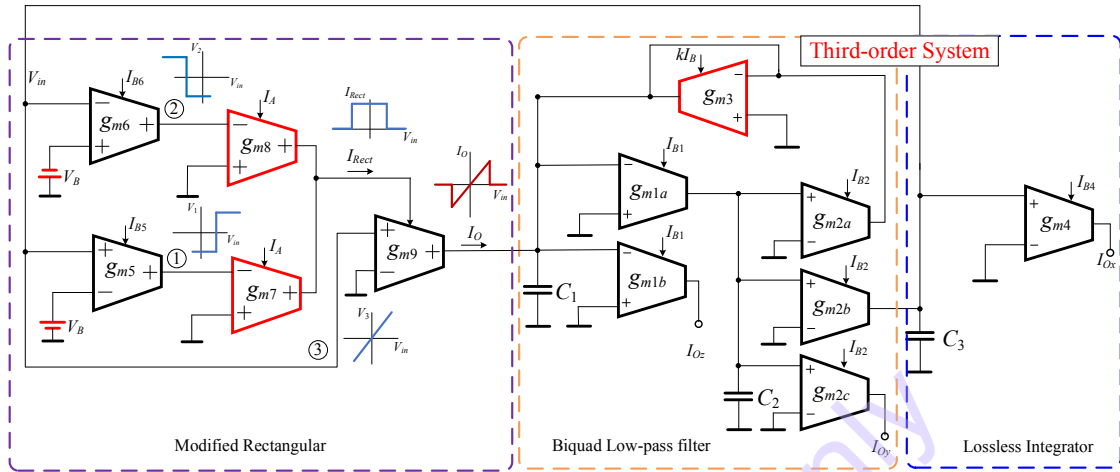 Third-order System
V_in
I_B6
V_2
V_in
②
g_m6
V_B
I_A
g_m8
I_Rect
V_in
I_Rect
I_O
V_in
I_B5
V_1
V_in
①
g_m5
V_B
I_A
g_m7
g_m9
I_O
③
V_3
V_in
Modified Rectangular
kI_B
g_m3
I_B1
g_m1a
I_B1
g_m1b
I_Oz
C_1
I_B2
g_m2a
I_B2
g_m2b
I_B2
g_m2c
I_Oy
C_2
Biquad Low-pass filter
I_B4
g_m4
I_Ox
C_3
Lossless Integrator